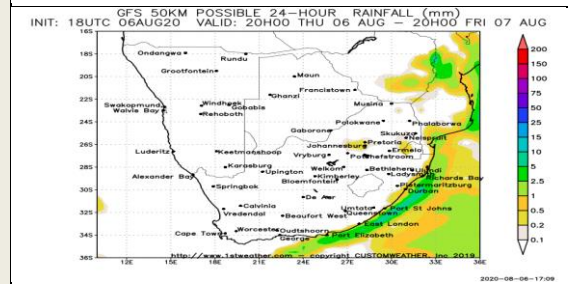 GFS 50KM POSSIBLE 24-HOUR RAINFALL (mm)
INIT: 18UTC 06AUG20 VALID: 20H00 THU 06 AUG - 20H00 FRI 07 AUG
16S
18S
20S
22S
24S
26S
28S
30S
32S
34S
36S
Ondangwa
Rundu
Grootfontein
Maun
Francistown
Ghanzi
Swakopmund
Walvis Bay
Windhoek
Gobabis
Rehoboth
Musina
Polokwane
Phalaborwa
Gaborone
Skukuza
Nelspruit
Johannesburg
Pretoria
Ermelo
Luderitz
Keetmanshoop
Vryburg
Potchefstroom
Karasburg
Alexander Bay
Upington
Welkom
Bethlehem
Ladysmith
Ulundi
Richards Bay
Kimberley
Bloemfontein
Springbok
Pietermaritzburg
Durban
De Aar
Calvinia
Vredendal
Umtata
Port St Johns
Queenstown
Beaufort West
East London
Cape Town
Worcester
Oudtshoorn
George
Port Elizabeth
http://www.1stweather.com - copyright CUSTOMWEATHER, Inc 2019
12E 15E 18E 21E 24E 27E 30E 33E 36E
200
150
100
75
50
25
15
10
5
2.5
1
0.5
0.2
0.1
2020-08-06-17:09